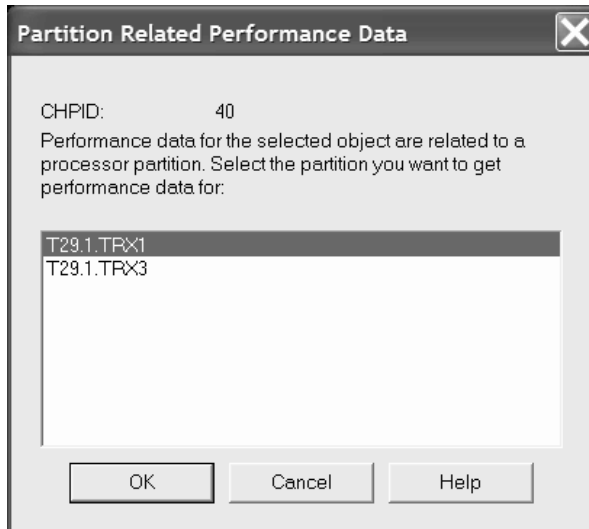 Partition Related Performance Data
CHPID: 40
Performance data for the selected object are related to a
processor partition. Select the partition you want to get
performance data for:
T29.1.TRX1
T29.1.TRX3
OK Cancel Help